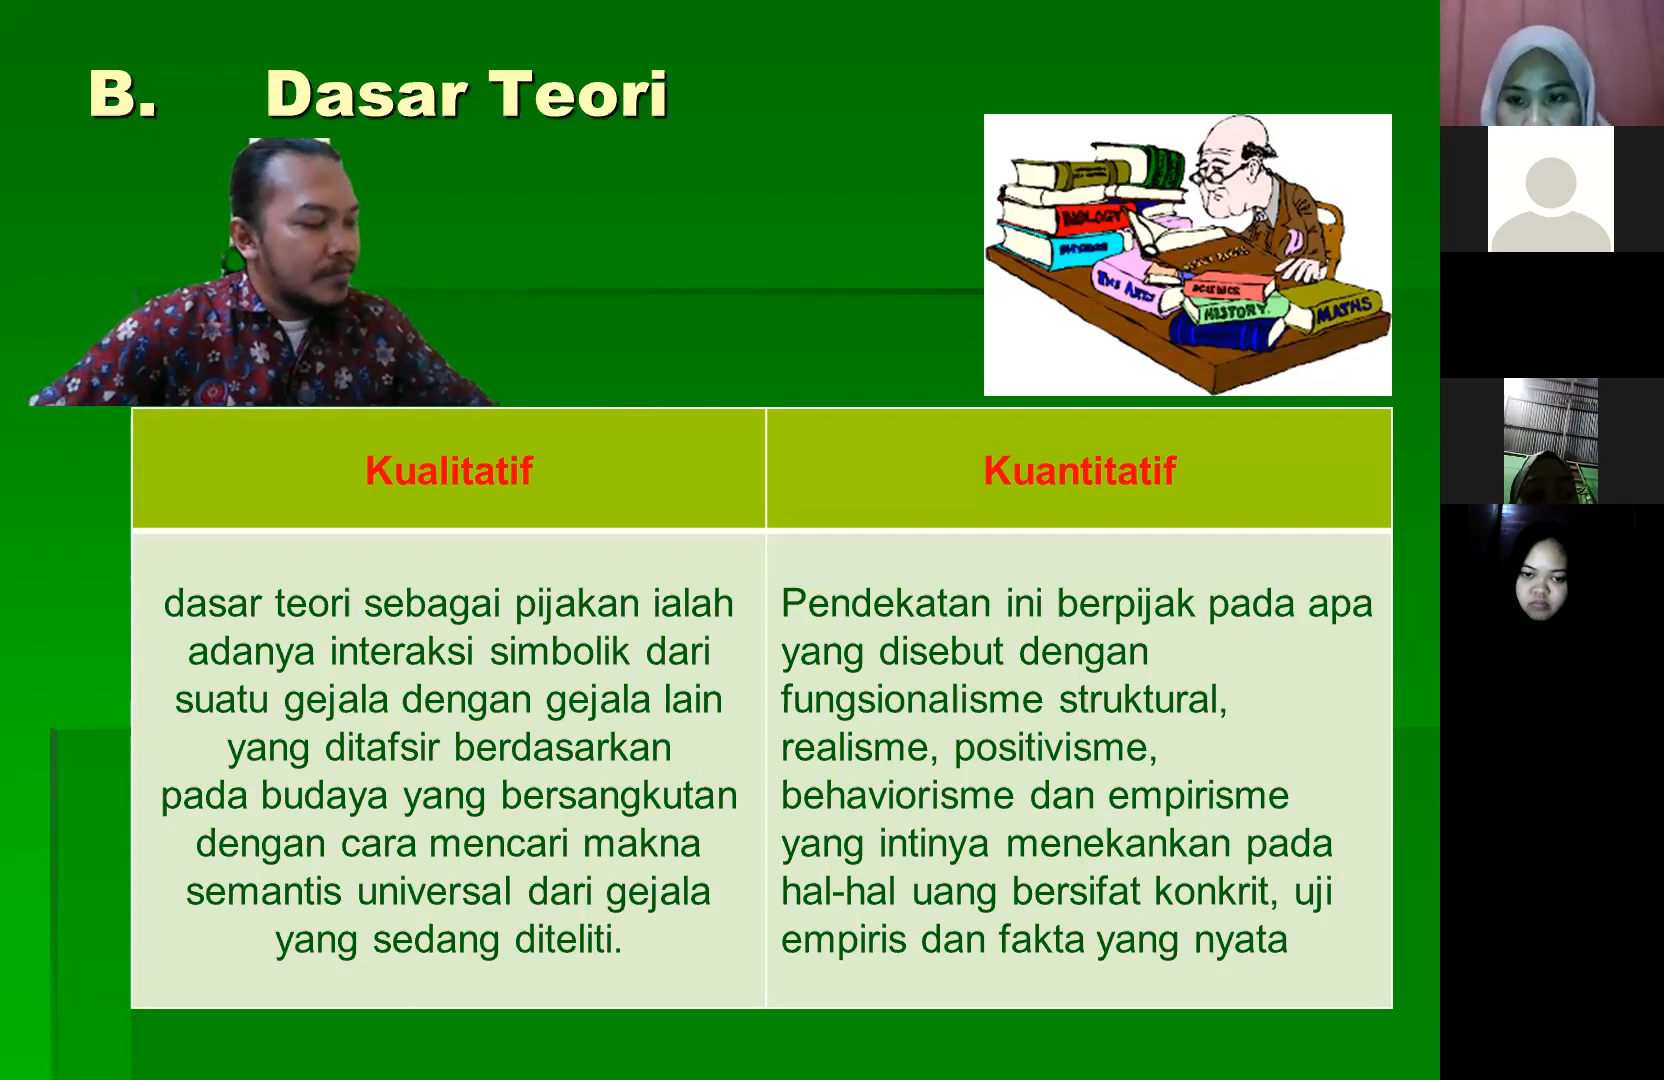 B. Dasar Teori
BIOLOGY
THE ARTS
SCIENCE
HISTORY
MATHS
Kualitatif
Kuantitatif
dasar teori sebagai pijakan ialah
adanya interaksi simbolik dari
suatu gejala dengan gejala lain
yang ditafsir berdasarkan
pada budaya yang bersangkutan
dengan cara mencari makna
semantis universal dari gejala
yang sedang diteliti.
Pendekatan ini berpijak pada apa
yang disebut dengan
fungsionalisme struktural,
realisme, positivisme,
behaviorisme dan empirisme
yang intinya menekankan pada
hal-hal uang bersifat konkrit, uji
empiris dan fakta yang nyata